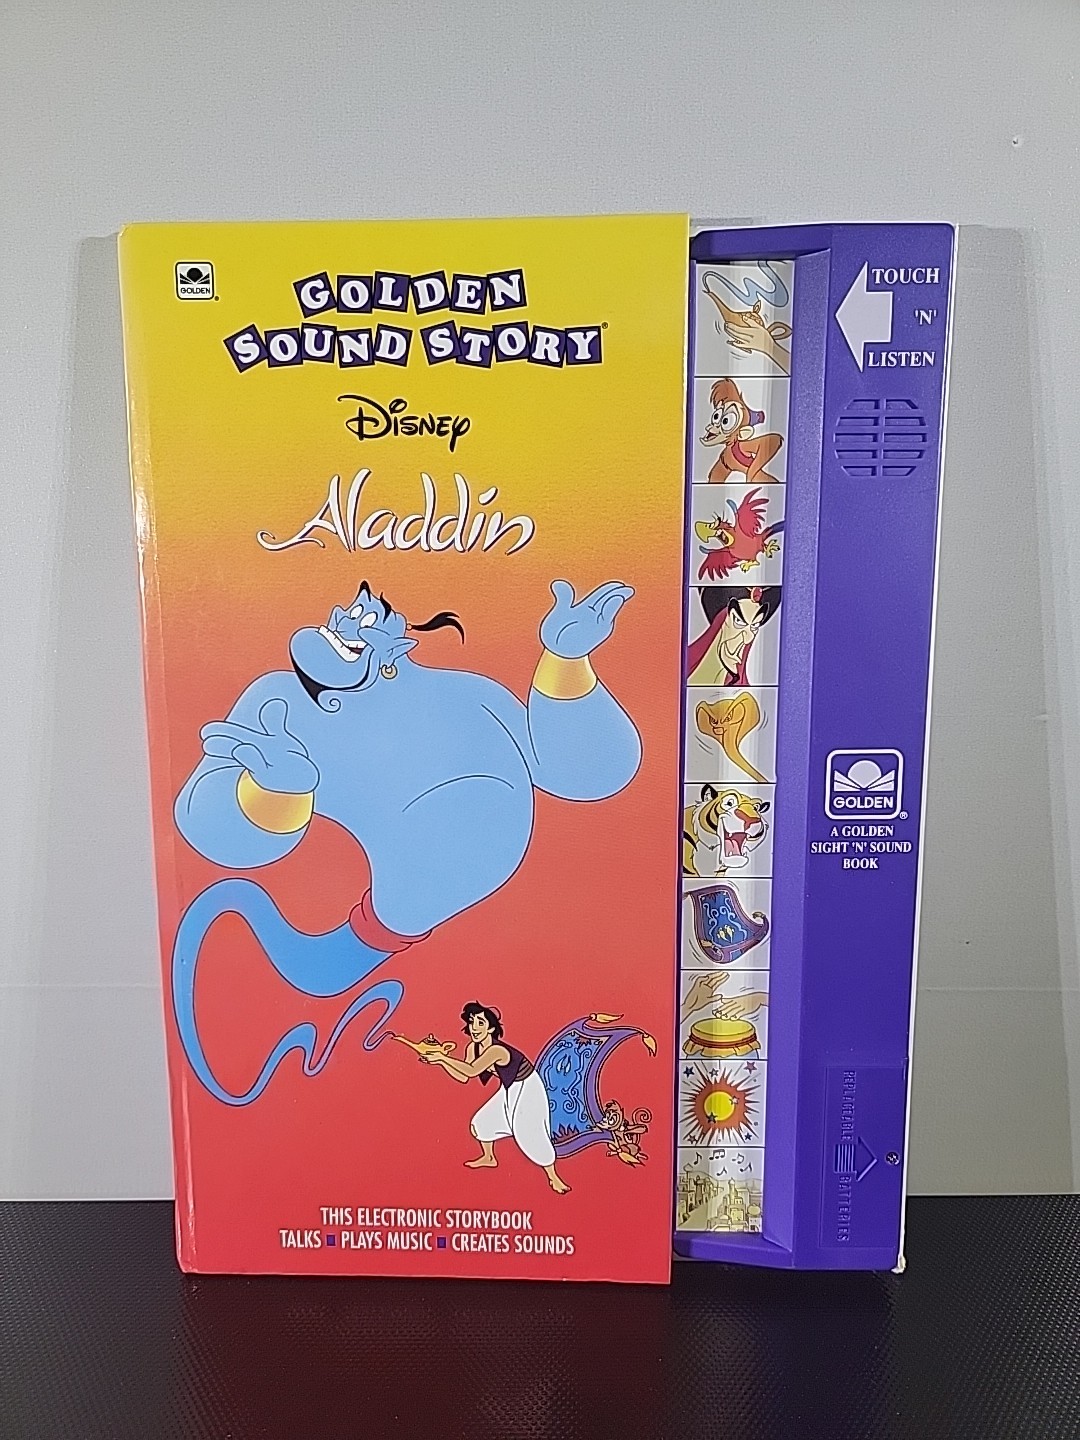 GOLDEN
GOLDEN
SOUND STORY®
Disney
Aladdin
THIS ELECTRONIC STORYBOOK
TALKS ■ PLAYS MUSIC ■ CREATES SOUNDS
TOUCH
'N'
LISTEN
GOLDEN®
A GOLDEN
SIGHT 'N' SOUND
BOOK
REPLACEABLE
BATTERIES